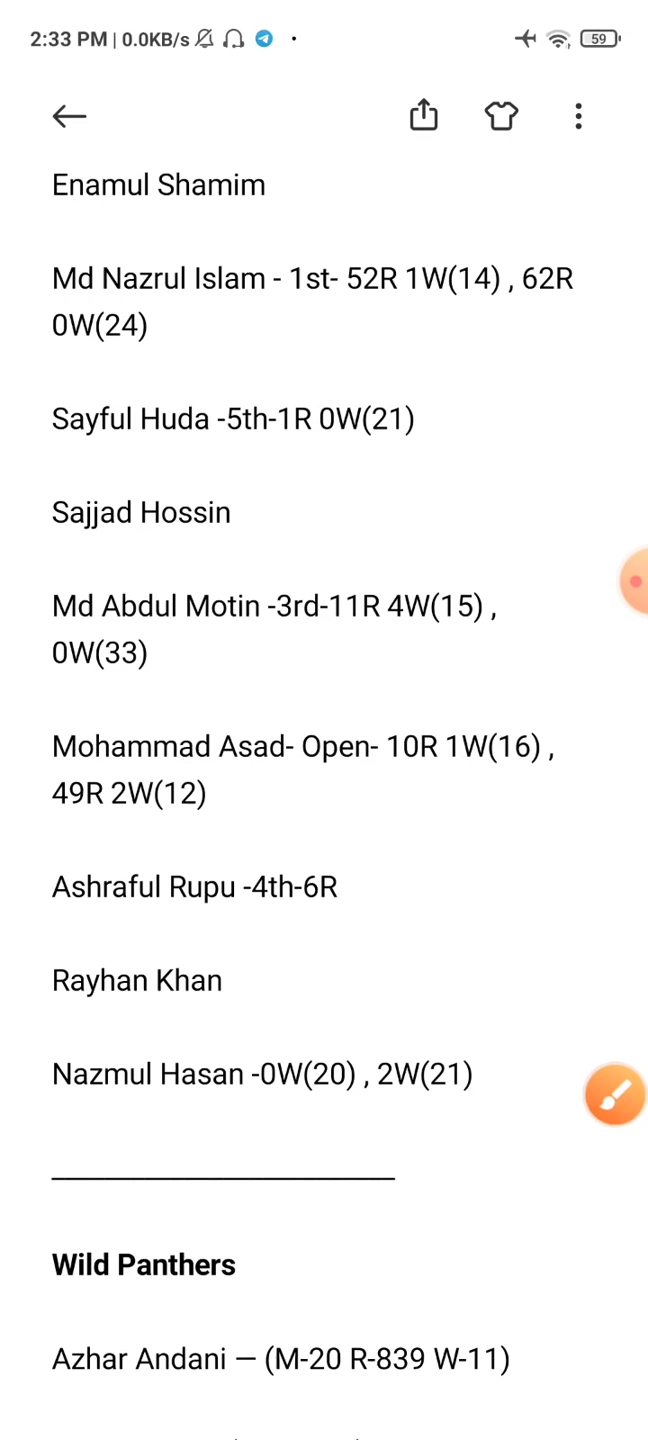 2:33 PM | 0.0KB/s
59
Enamul Shamim
Md Nazrul Islam - 1st- 52R 1W(14) , 62R
0W(24)
Sayful Huda -5th-1R 0W(21)
Sajjad Hossin
Md Abdul Motin -3rd-11R 4W(15) ,
0W(33)
Mohammad Asad- Open- 10R 1W(16) ,
49R 2W(12)
Ashraful Rupu -4th-6R
Rayhan Khan
Nazmul Hasan -0W(20) , 2W(21)
Wild Panthers
Azhar Andani — (M-20 R-839 W-11)